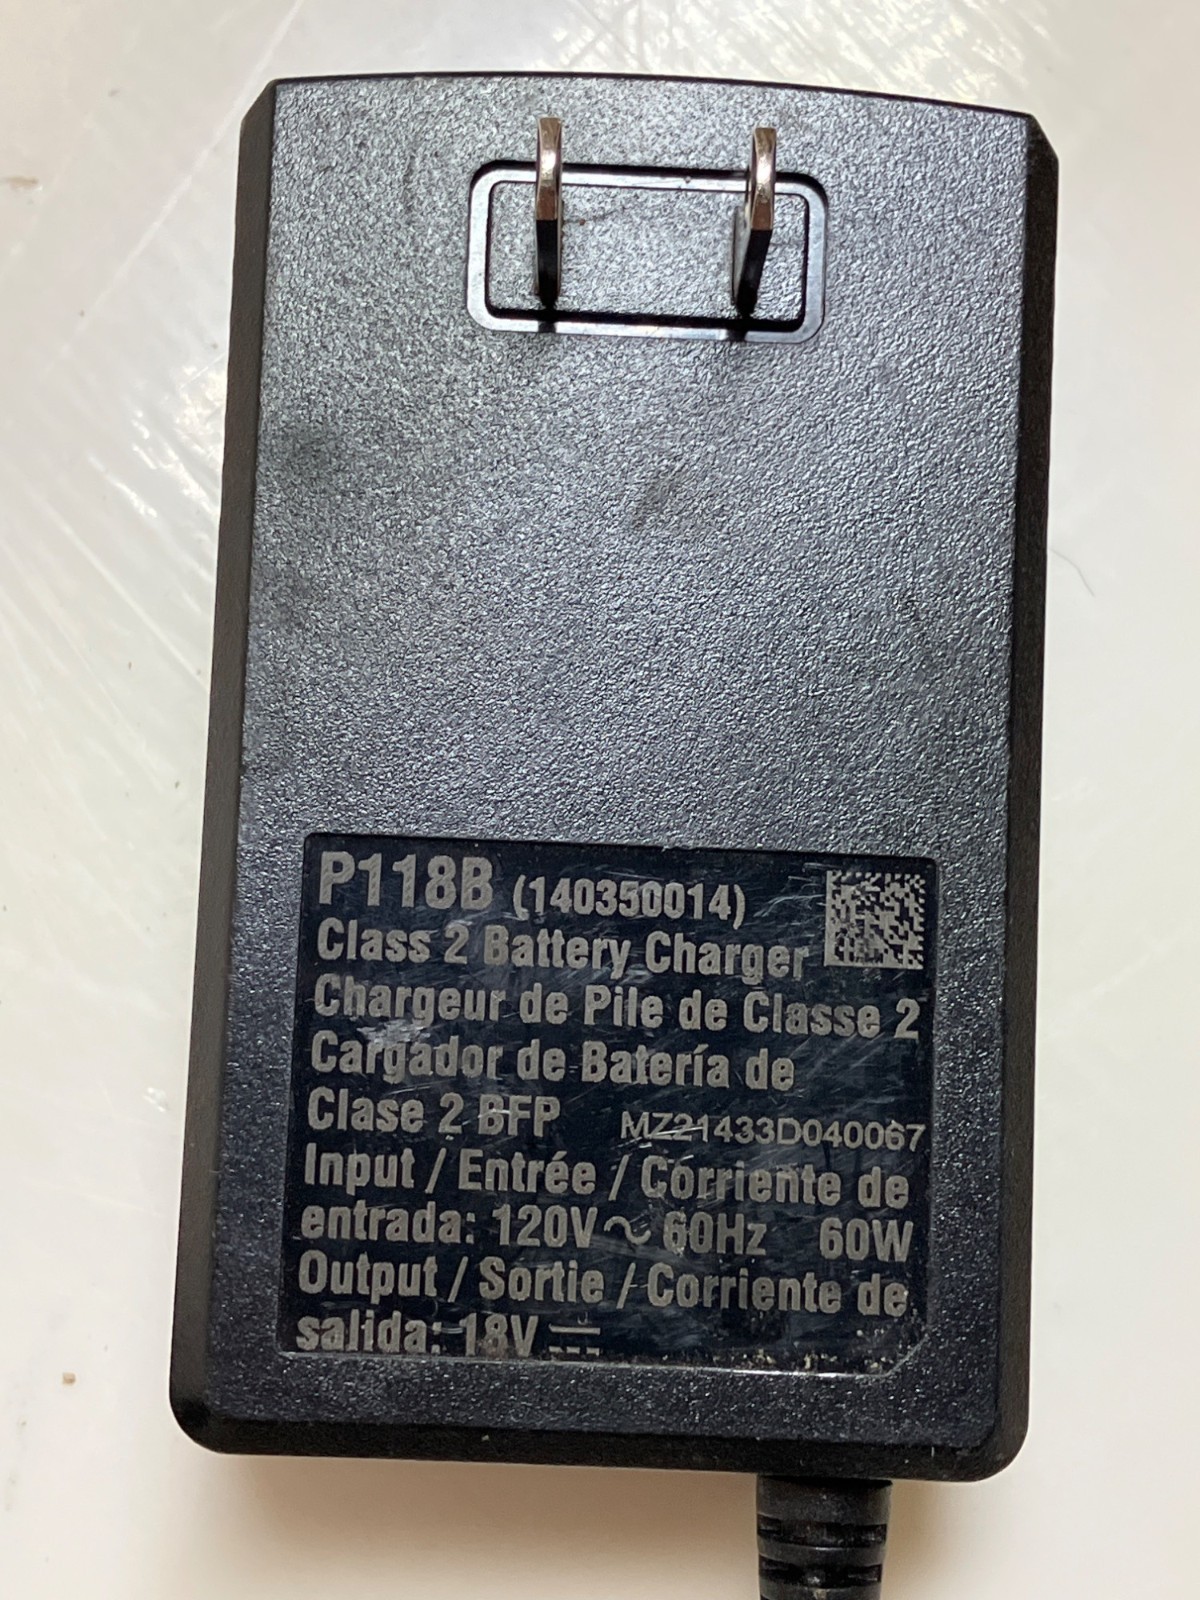 P118B (140350014)
Class 2 Battery Charger
Chargeur de Pile de Classe 2
Cargador de Batería de
Clase 2 BFP MZ21433D040067
Input / Entrée / Corriente de
entrada: 120V~ 60Hz 60W
Output / Sortie / Corriente de
salida: 18V ⎓